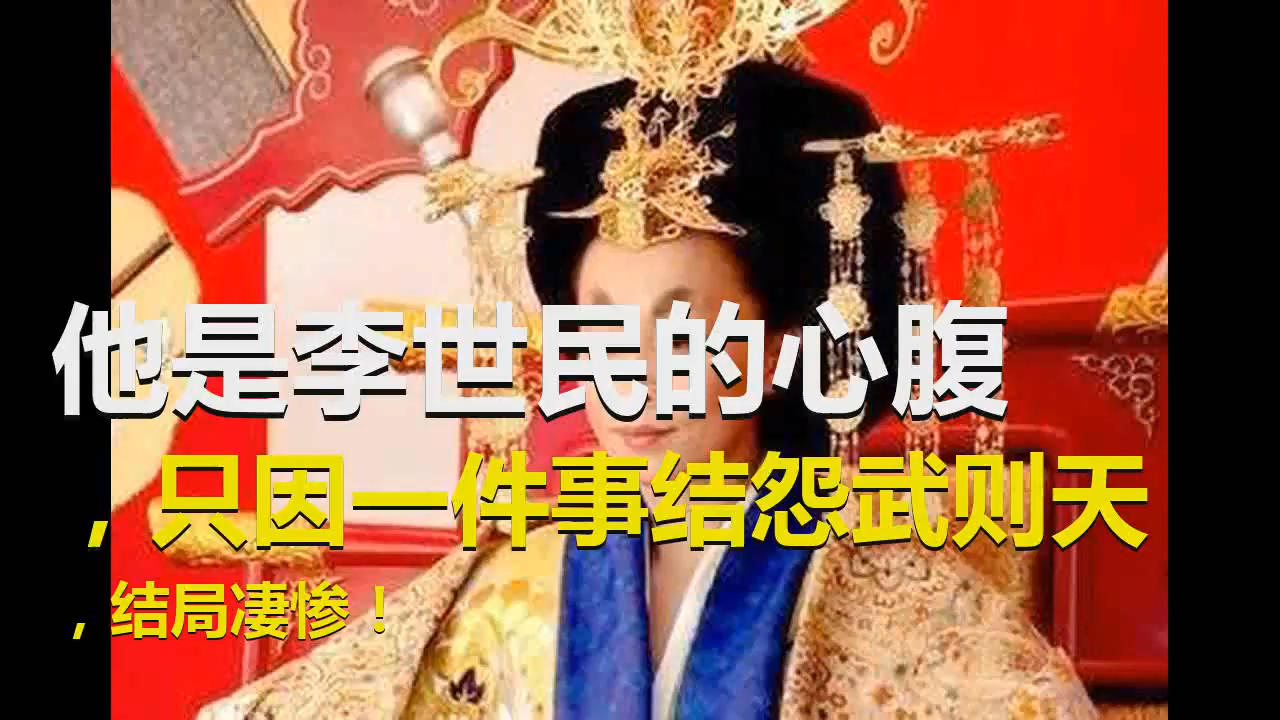 他是李世民的心腹
，只因一件事结怨武则天
，结局凄惨！